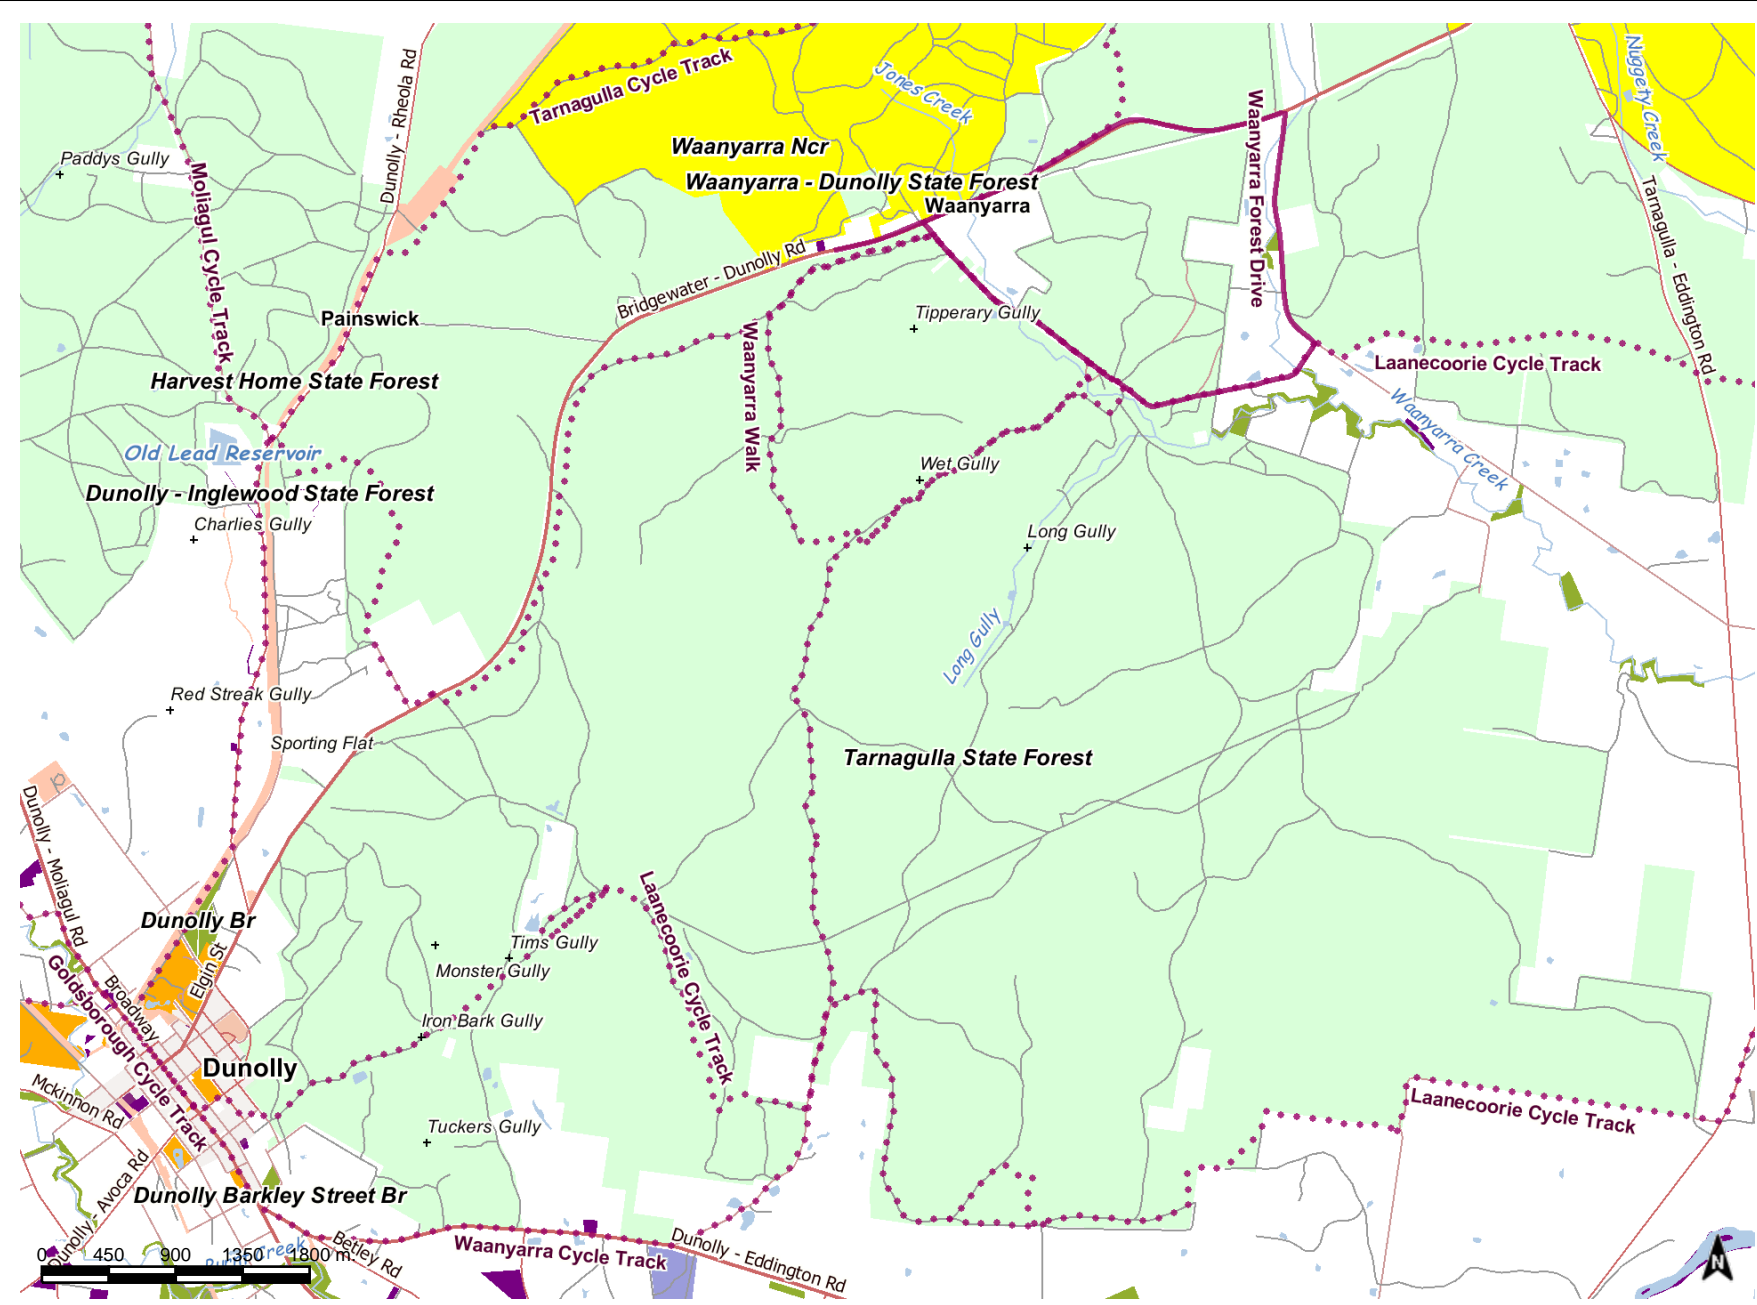 Nuggety Creek
Tarnagulla Cycle Track
Jones Creek
Dunolly - Rheola Rd
Waanyarra Ncr
Paddys Gully
Waanyarra - Dunolly State Forest
Waanyarra
Waanyarra Forest Drive
Moliagul Cycle Track
Tarnagulla - Eddington Rd
Bridgewater - Dunolly Rd
Tipperary Gully
Painswick
Laanecoorie Cycle Track
Harvest Home State Forest
Waanyarra Walk
Waanyarra Creek
Old Lead Reservoir
Wet Gully
Dunolly - Inglewood State Forest
Charlies Gully
Long Gully
Long Gully
Red Streak Gully
Sporting Flat
Tarnagulla State Forest
Dunolly - Moliagul Rd
Laanecoorie Cycle Track
Dunolly Br
Elgin St
Tims Gully
Monster Gully
Goldsborough Cycle Track
Broadway
Iron Bark Gully
Dunolly
Mckinnon Rd
Laanecoorie Cycle Track
Tuckers Gully
Dunolly - Avoca Rd
Dunolly Barkley Street Br
Betley Rd
Waanyarra Cycle Track
Dunolly - Eddington Rd
Creek
0 450 900 1350 1800 m.
N